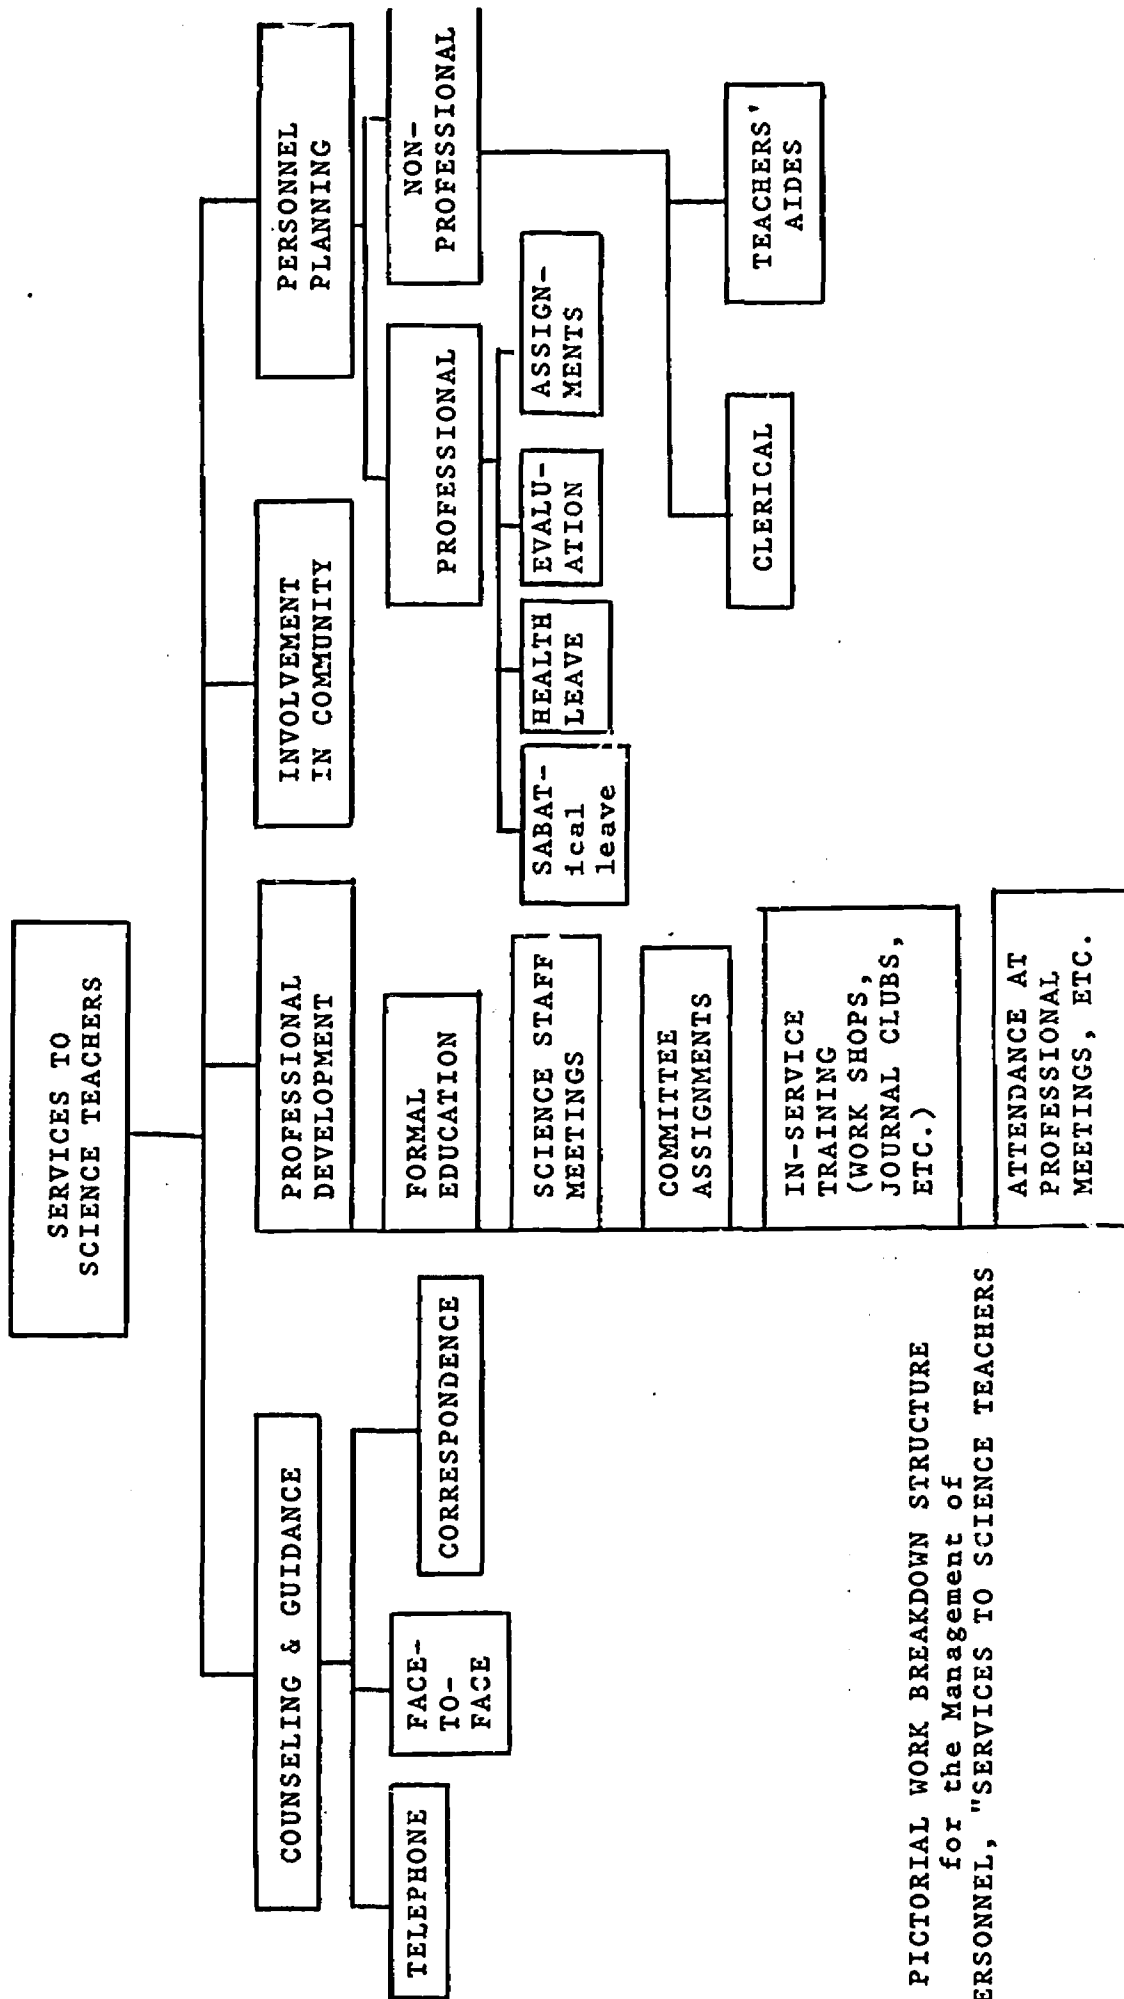 SERVICES TO
SCIENCE TEACHERS
COUNSELING & GUIDANCE
TELEPHONE
FACE-
TO-
FACE
CORRESPONDENCE
PROFESSIONAL
DEVELOPMENT
FORMAL
EDUCATION
SCIENCE STAFF
MEETINGS
COMMITTEE
ASSIGNMENTS
IN-SERVICE
TRAINING
(WORK SHOPS,
JOURNAL CLUBS,
ETC.)
ATTENDANCE AT
PROFESSIONAL
MEETINGS, ETC.
INVOLVEMENT
IN COMMUNITY
PERSONNEL
PLANNING
PROFESSIONAL
SABAT-
ical
leave
HEALTH
LEAVE
EVALU-
ATION
ASSIGN-
MENTS
NON-
PROFESSIONAL
CLERICAL
TEACHERS'
AIDES
PICTORIAL WORK BREAKDOWN STRUCTURE
for the Management of
ERSONNEL, "SERVICES TO SCIENCE TEACHERS